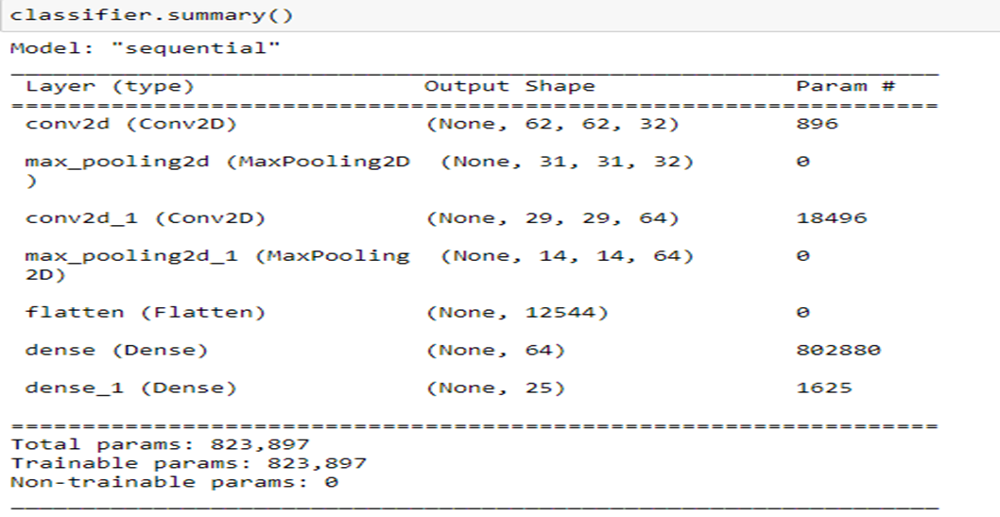 classifier.summary()
Model: "sequential"
Layer (type) Output Shape Param #
conv2d (Conv2D) (None, 62, 62, 32) 896
max_pooling2d (MaxPooling2D (None, 31, 31, 32) 0
)
conv2d_1 (Conv2D) (None, 29, 29, 64) 18496
max_pooling2d_1 (MaxPooling (None, 14, 14, 64) 0
2D)
flatten (Flatten) (None, 12544) 0
dense (Dense) (None, 64) 802880
dense_1 (Dense) (None, 25) 1625
Total params: 823,897
Trainable params: 823,897
Non-trainable params: 0